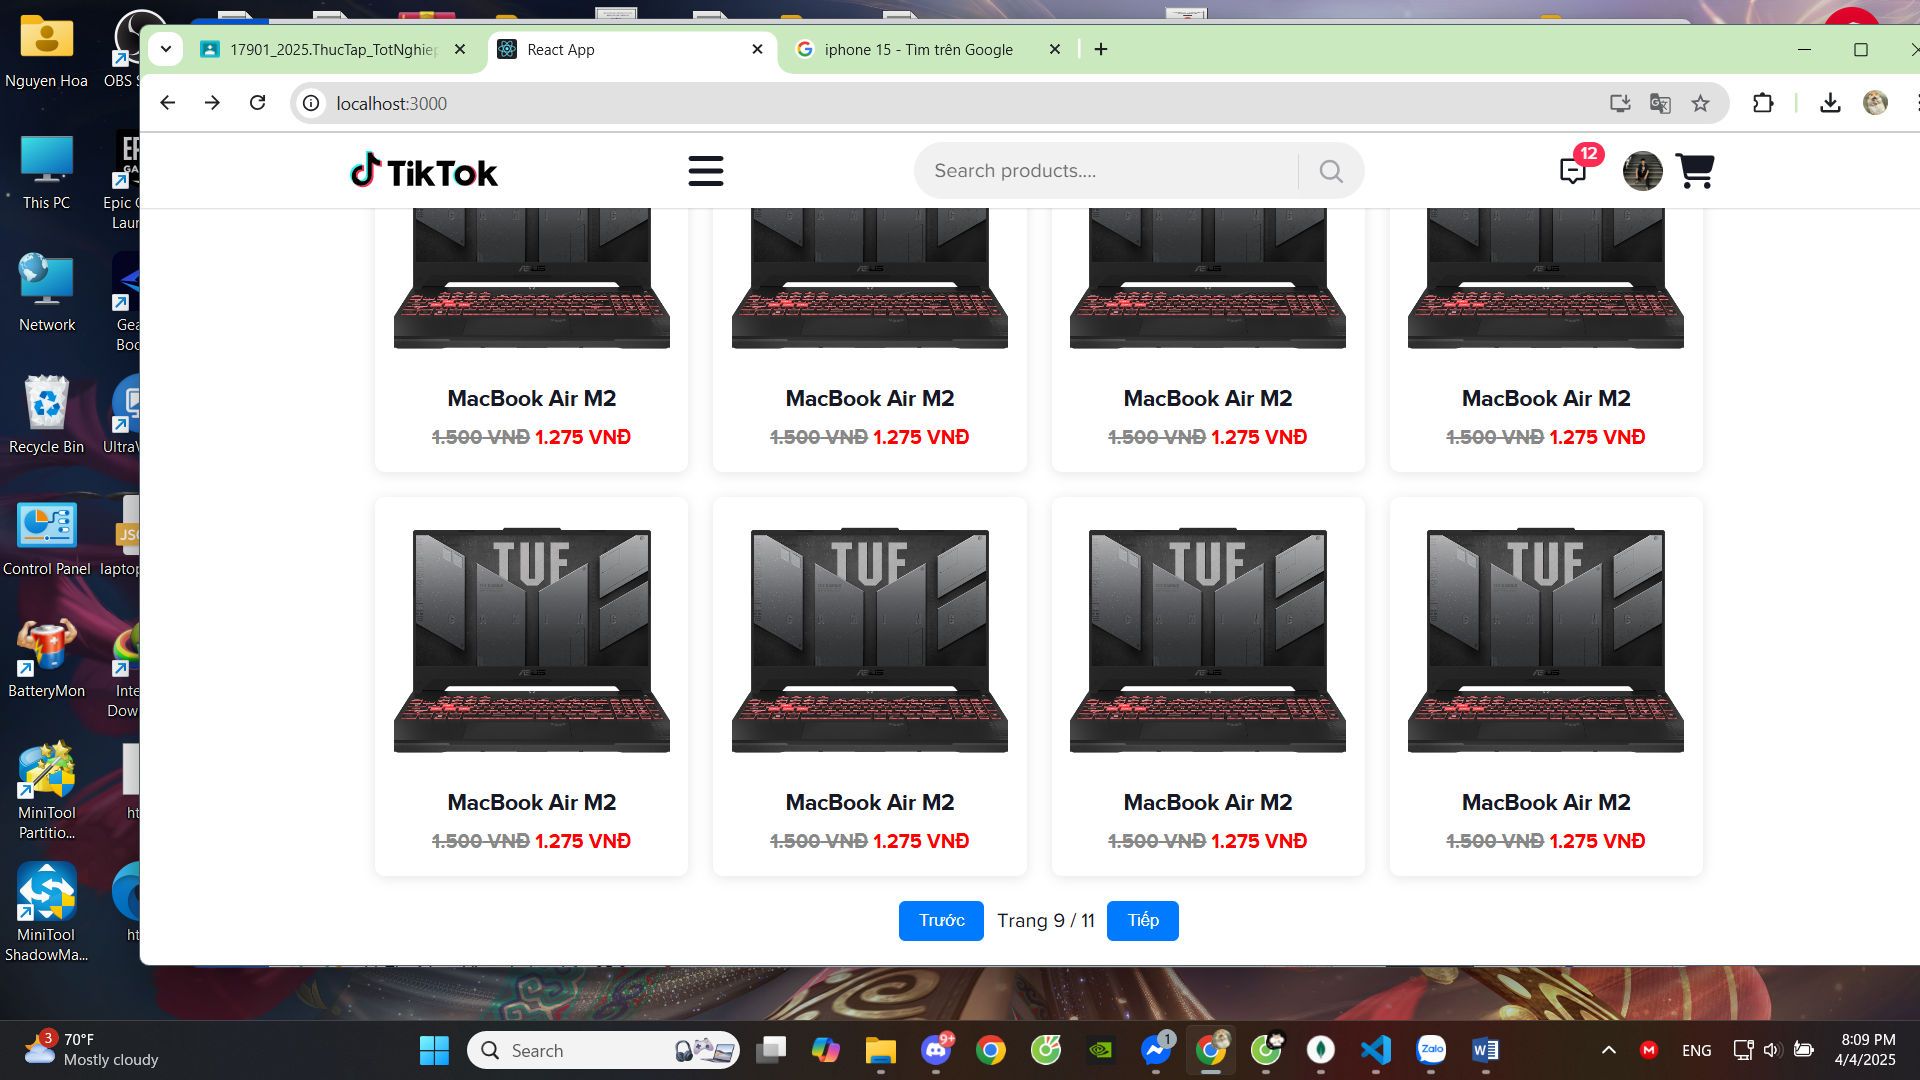 Nguyen Hoa
OBS S
This PC
Epic G
Laun
Network
Gea
Boo
Recycle Bin
UltraV
Control Panel
laptop
BatteryMon
Inte
Dow
MiniTool
Partitio...
ht
MiniTool
ShadowMa...
ht
17901_2025.ThucTap_TotNghiep
React App
iphone 15 - Tìm trên Google
localhost:3000
TikTok
Search products....
12
MacBook Air M2
MacBook Air M2
MacBook Air M2
MacBook Air M2
1.500 VNĐ 1.275 VNĐ
1.500 VNĐ 1.275 VNĐ
1.500 VNĐ 1.275 VNĐ
1.500 VNĐ 1.275 VNĐ
TUF
TUF
TUF
TUF
MacBook Air M2
MacBook Air M2
MacBook Air M2
MacBook Air M2
1.500 VNĐ 1.275 VNĐ
1.500 VNĐ 1.275 VNĐ
1.500 VNĐ 1.275 VNĐ
1.500 VNĐ 1.275 VNĐ
Trước
Trang 9 / 11
Tiếp
3
70°F
Mostly cloudy
Search
9+
1
Zalo
ENG
8:09 PM
4/4/2025